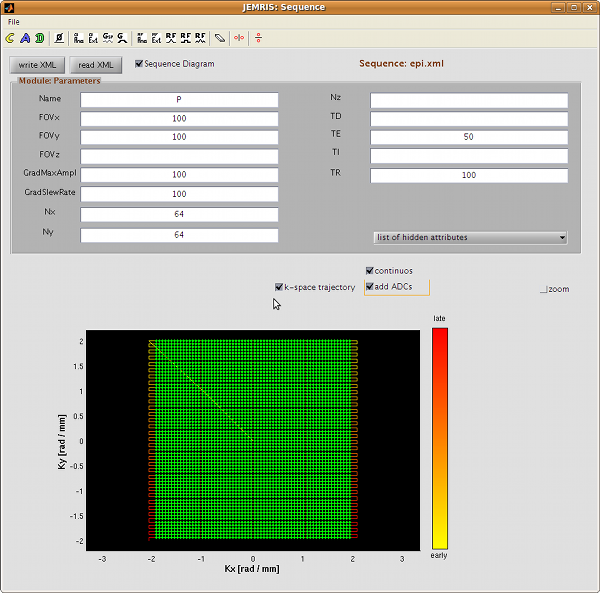 JEMRIS: Sequence
File
C A D
write XML read XML Sequence Diagram Sequence: epi.xml
Module: Parameters
Name P Nz
FOVx 100 TD
FOVy 100 TE 50
FOVz TI
GradMaxAmpl 100 TR 100
GradSlewRate 100
Nx 64
Ny 64 list of hidden attributes
continuos
k-space trajectory add ADCs zoom
late
2
1.5
1
0.5
0
-0.5
-1
-1.5
-2
Ky [rad / mm]
-3 -2 -1 0 1 2 3
early
Kx [rad / mm]